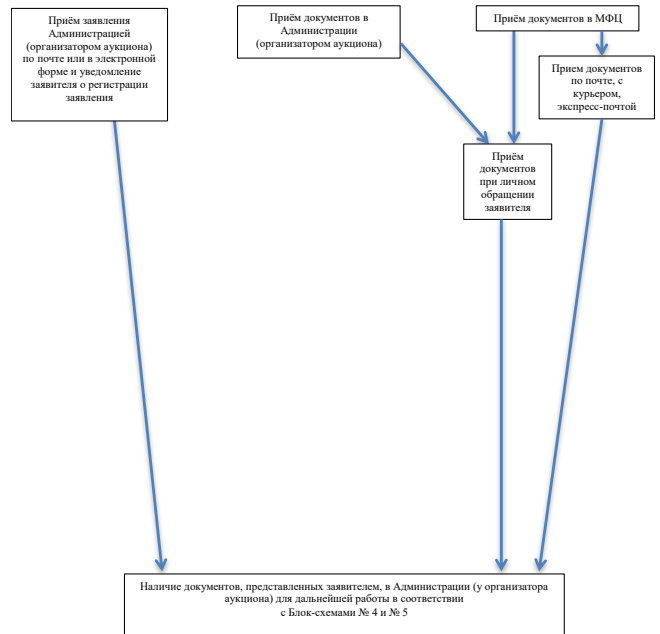 Приём заявления
Администрацией
(организатором аукциона)
по почте или в электронной
форме и уведомление
заявителя о регистрации
заявления
Приём документов в
Администрации
(организатором аукциона)
Приём документов в МФЦ
Прием документов
по почте, с
курьером,
экспресс-почтой
Приём
документов
при личном
обращении
заявителя
Наличие документов, представленных заявителем, в Администрации (у организатора
аукциона) для дальнейшей работы в соответствии
с Блок-схемами № 4 и № 5